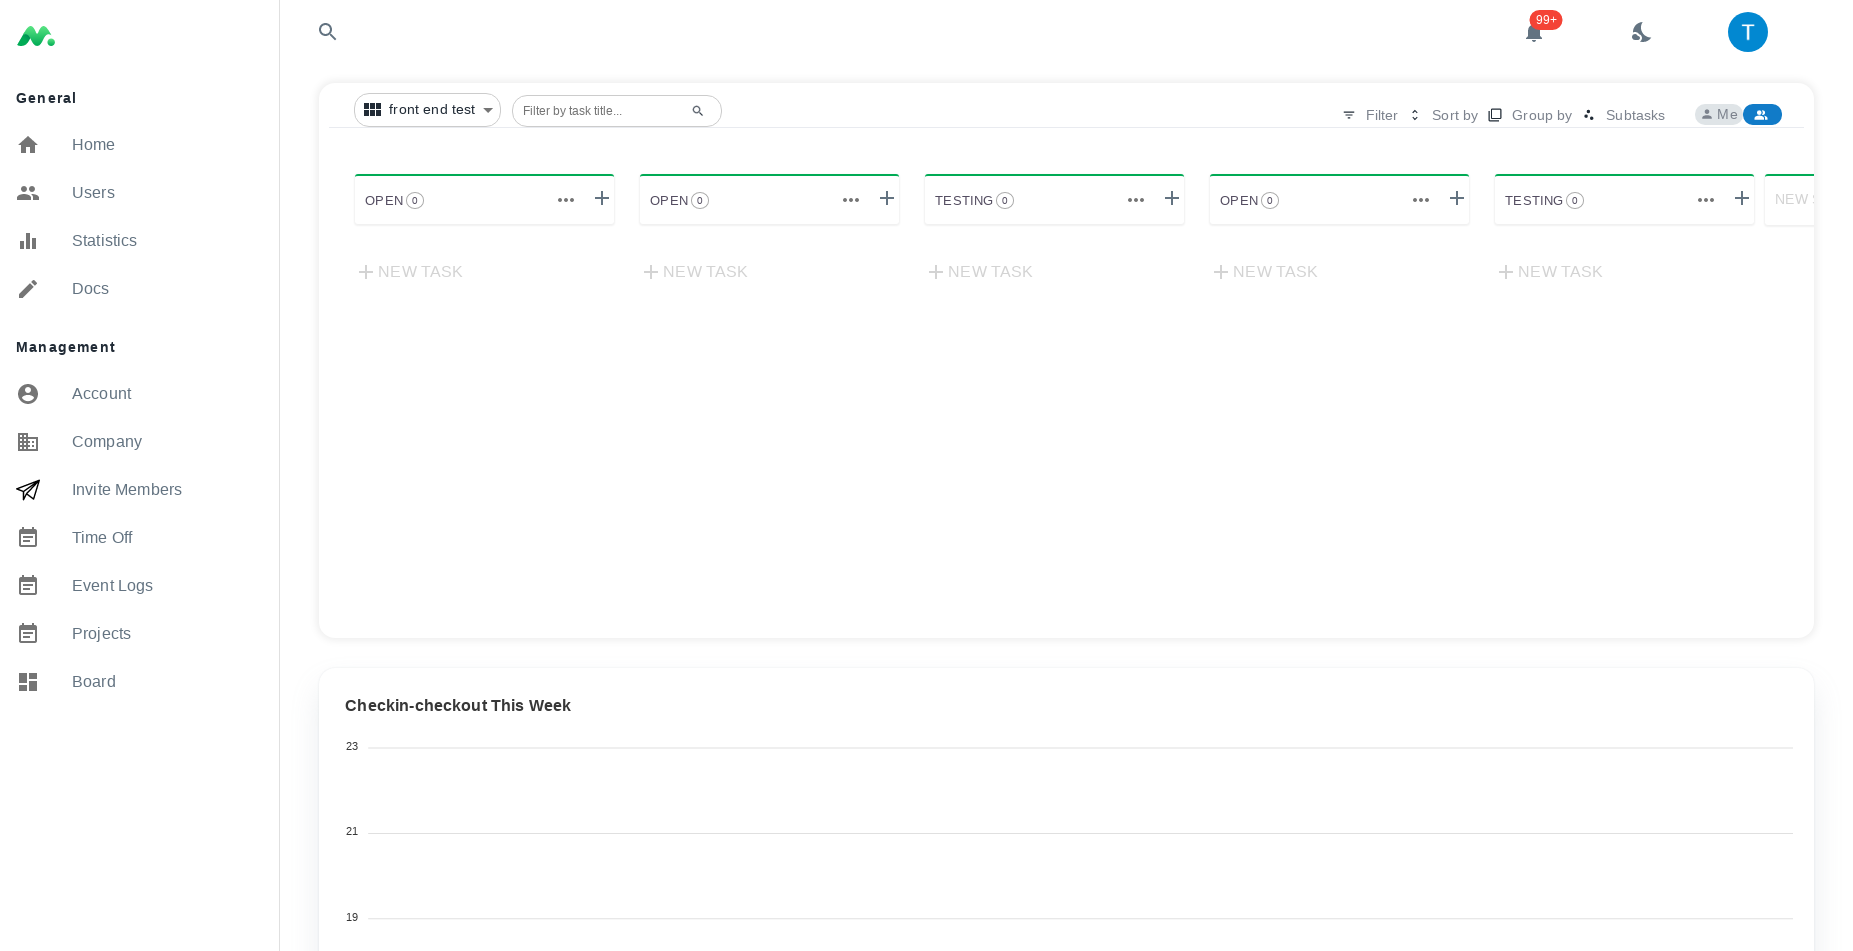 99+
T
General
Home
Users
Statistics
Docs
Management
Account
Company
Invite Members
Time Off
Event Logs
Projects
Board
front end test
Filter by task title...
Filter
Sort by
Group by
Subtasks
Me
OPEN 0
OPEN 0
TESTING 0
OPEN 0
TESTING 0
NEW
NEW TASK
NEW TASK
NEW TASK
NEW TASK
NEW TASK
Checkin-checkout This Week
23
21
19